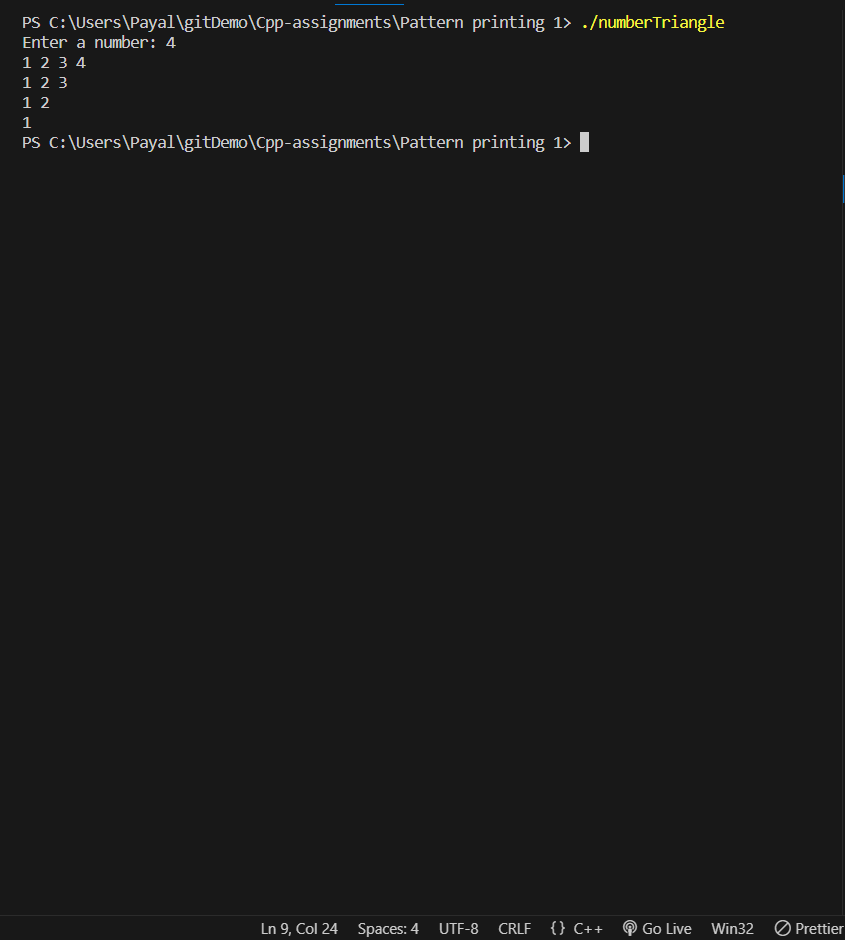 PS C:\Users\Payal\gitDemo\Cpp-assignments\Pattern printing 1> ./numberTriangle
Enter a number: 4
1 2 3 4
1 2 3
1 2
1
PS C:\Users\Payal\gitDemo\Cpp-assignments\Pattern printing 1>
Ln 9, Col 24 Spaces: 4 UTF-8 CRLF {} C++ Go Live Win32 Prettier